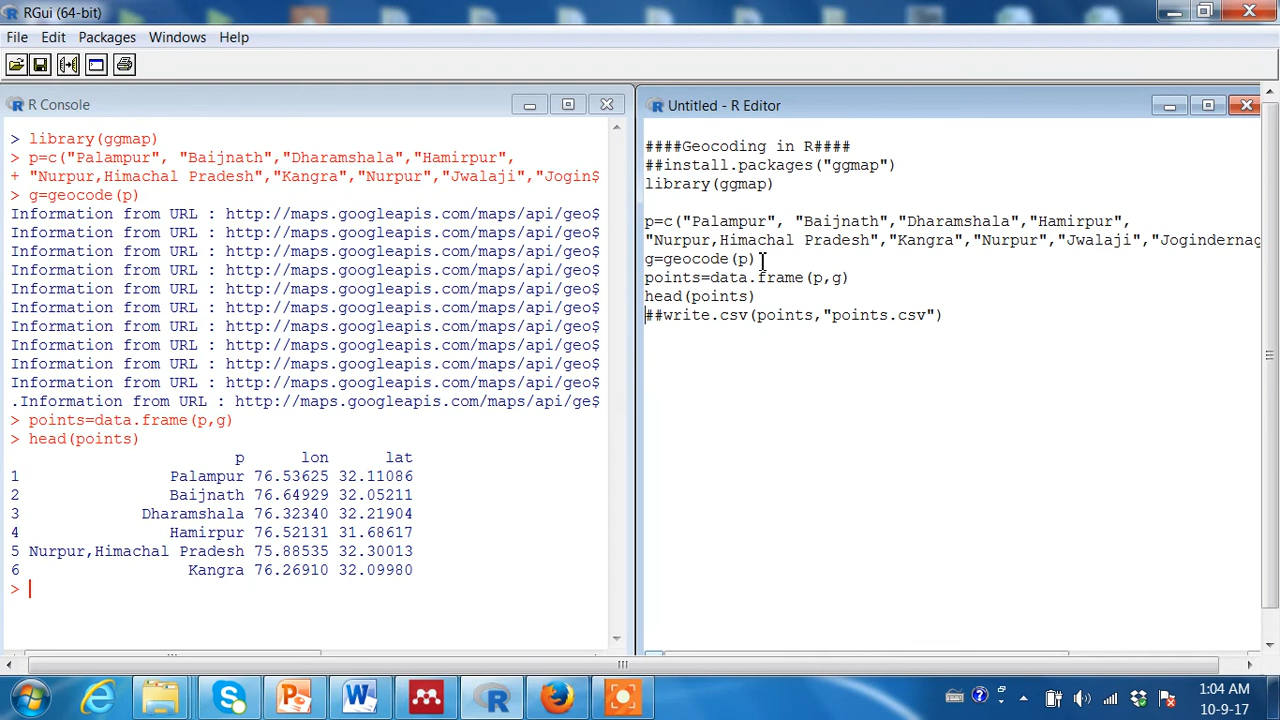 RGui (64-bit)
File Edit Packages Windows Help
R Console
> library(ggmap)
> p=c("Palampur", "Baijnath","Dharamshala","Hamirpur",
+ "Nurpur,Himachal Pradesh","Kangra","Nurpur","Jwalaji","Jogin$
> g=geocode(p)
Information from URL : http://maps.googleapis.com/maps/api/geo$
Information from URL : http://maps.googleapis.com/maps/api/geo$
Information from URL : http://maps.googleapis.com/maps/api/geo$
Information from URL : http://maps.googleapis.com/maps/api/geo$
Information from URL : http://maps.googleapis.com/maps/api/geo$
Information from URL : http://maps.googleapis.com/maps/api/geo$
Information from URL : http://maps.googleapis.com/maps/api/geo$
Information from URL : http://maps.googleapis.com/maps/api/geo$
Information from URL : http://maps.googleapis.com/maps/api/geo$
Information from URL : http://maps.googleapis.com/maps/api/geo$
.Information from URL : http://maps.googleapis.com/maps/api/ge$
> points=data.frame(p,g)
> head(points)
p lon lat
1 Palampur 76.53625 32.11086
2 Baijnath 76.64929 32.05211
3 Dharamshala 76.32340 32.21904
4 Hamirpur 76.52131 31.68617
5 Nurpur,Himachal Pradesh 75.88535 32.30013
6 Kangra 76.26910 32.09980
>
Untitled - R Editor
####Geocoding in R####
##install.packages("ggmap")
library(ggmap)
p=c("Palampur", "Baijnath","Dharamshala","Hamirpur",
"Nurpur,Himachal Pradesh","Kangra","Nurpur","Jwalaji","Jogindernag
g=geocode(p)
points=data.frame(p,g)
head(points)
##write.csv(points,"points.csv")
1:04 AM
10-9-17